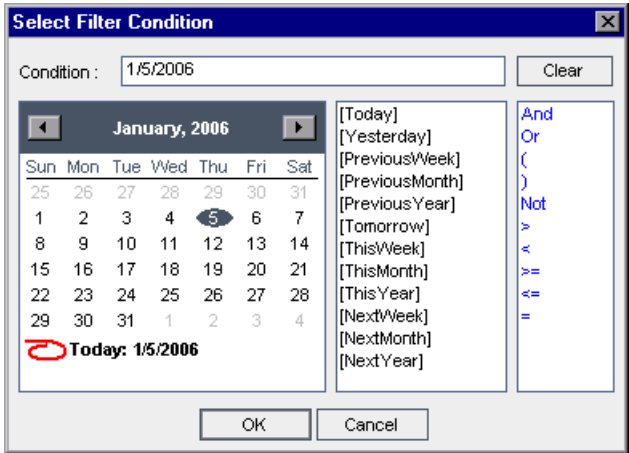 Select Filter Condition
Condition : 1/5/2006 Clear
January, 2006
Sun Mon Tue Wed Thu Fri Sat
25 26 27 28 29 30 31
1 2 3 4 5 6 7
8 9 10 11 12 13 14
15 16 17 18 19 20 21
22 23 24 25 26 27 28
29 30 31 1 2 3 4
Today: 1/5/2006
[Today]
[Yesterday]
[PreviousWeek]
[PreviousMonth]
[PreviousYear]
[Tomorrow]
[ThisWeek]
[ThisMonth]
[ThisYear]
[NextWeek]
[NextMonth]
[NextYear]
And
Or
(
)
Not
>
<
>=
<=
=
OK Cancel